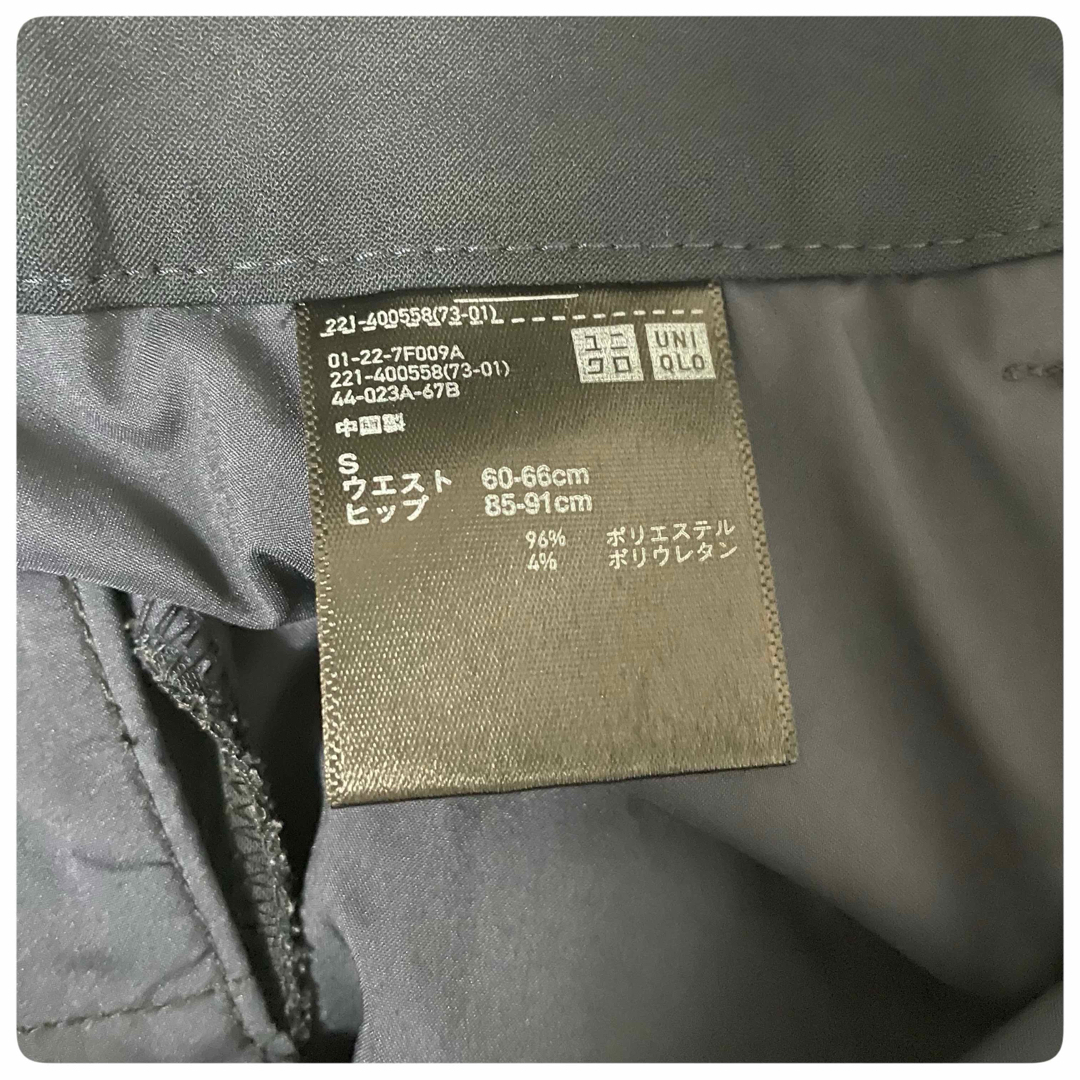 221-400558(73-01)
ユニ UNI
クロ QLO
01-22-7F009A
221-400558(73-01)
44-023A-67B
中国製
S
ウエスト 60-66cm
ヒップ 85-91cm
96% ポリエステル
4% ポリウレタン